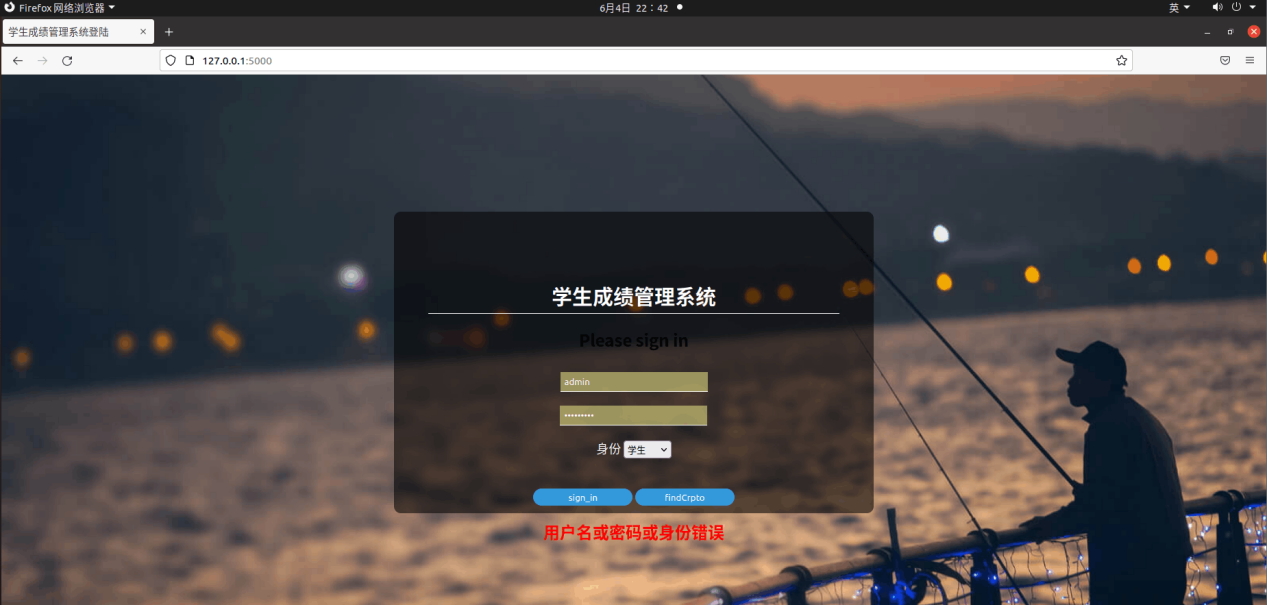 Firefox 网络浏览器
6月4日 22：42
英
学生成绩管理系统登陆
127.0.0.1:5000
学生成绩管理系统
Please sign in
admin
•••••••••
身份 学生
sign_in findCrpto
用户名或密码或身份错误